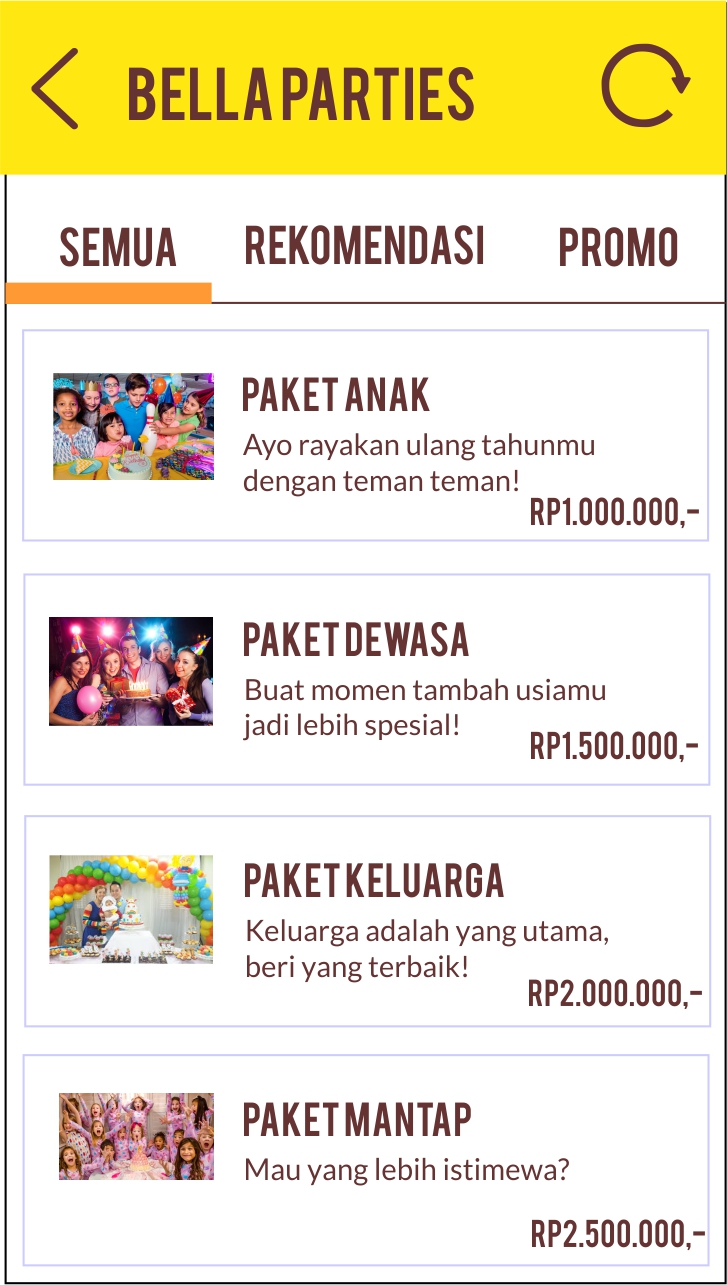 BELLA PARTIES
SEMUA REKOMENDASI PROMO
PAKET ANAK
Ayo rayakan ulang tahunmu
dengan teman teman!
RP1.000.000,-
PAKET DEWASA
Buat momen tambah usiamu
jadi lebih spesial!
RP1.500.000,-
PAKET KELUARGA
Keluarga adalah yang utama,
beri yang terbaik!
RP2.000.000,-
PAKET MANTAP
Mau yang lebih istimewa?
RP2.500.000,-